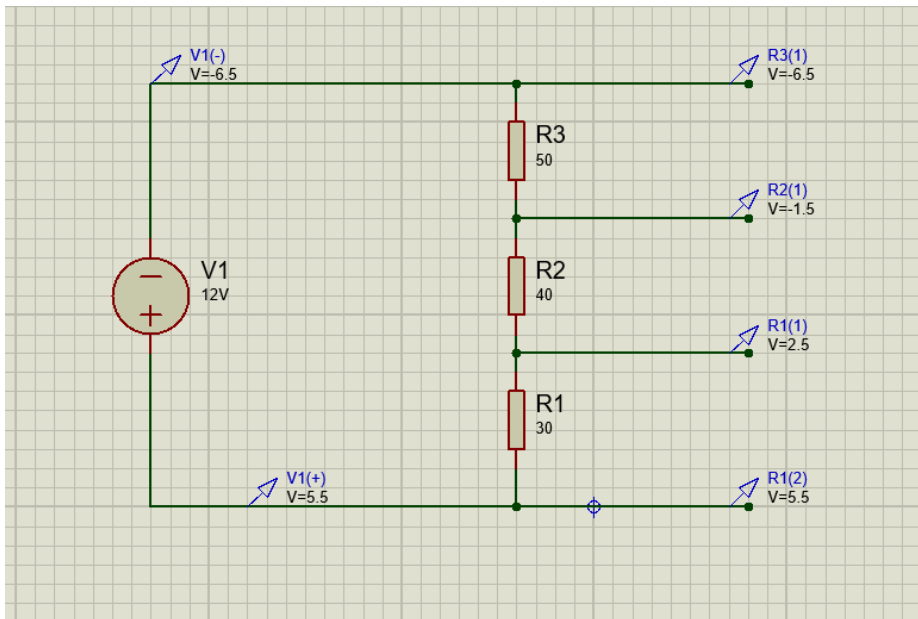 V1(-)
V=-6.5
R3(1)
V=-6.5
R3
50
R2(1)
V=-1.5
V1
12V
R2
40
R1(1)
V=2.5
R1
30
V1(+)
V=5.5
R1(2)
V=5.5